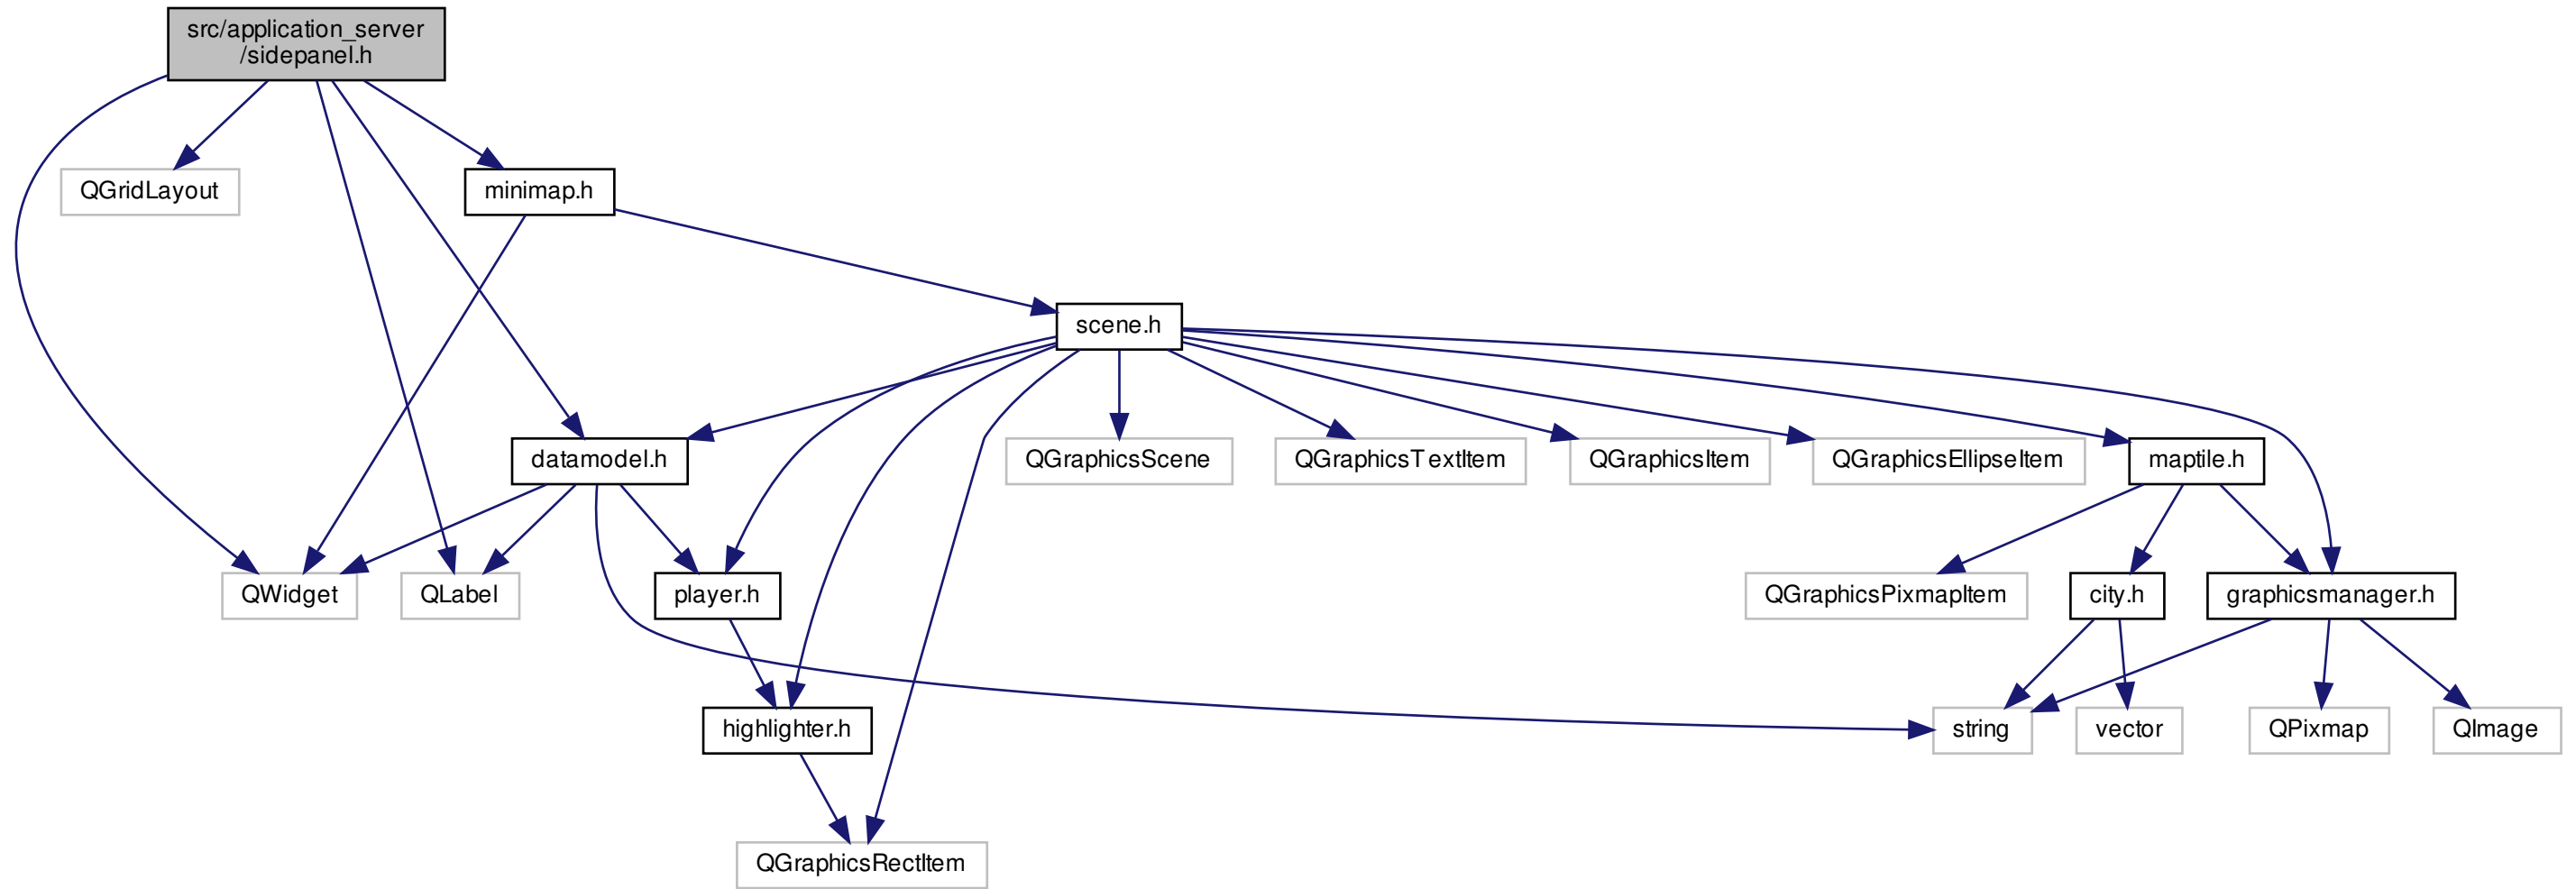 src/application_server
/sidepanel.h
QGridLayout
minimap.h
scene.h
datamodel.h
QGraphicsScene
QGraphicsTextItem
QGraphicsItem
QGraphicsEllipseItem
maptile.h
QWidget
QLabel
player.h
QGraphicsPixmapItem
city.h
graphicsmanager.h
highlighter.h
string
vector
QPixmap
QImage
QGraphicsRectItem